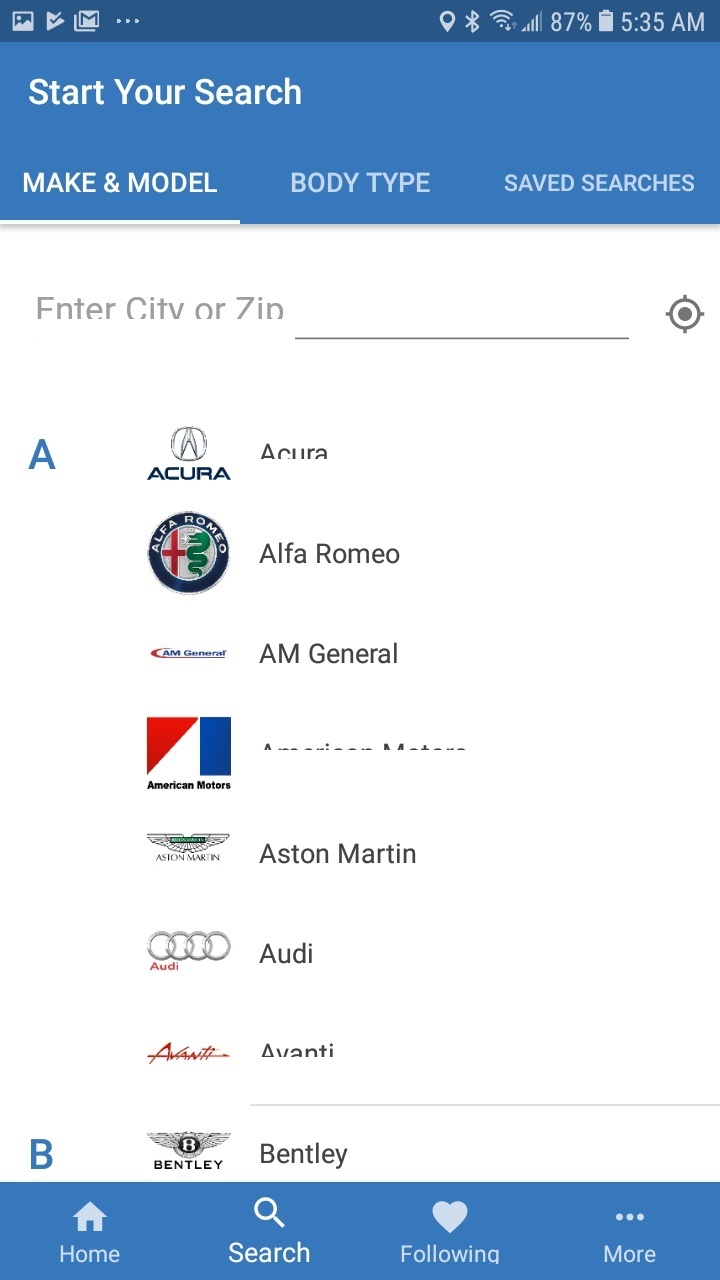 87% 5:35 AM
Start Your Search
MAKE & MODEL BODY TYPE SAVED SEARCHES
Enter City or Zip
A ACURA Acura
ALFA ROMEO Alfa Romeo
AM General AM General
American Motors American Motors
ASTON MARTIN Aston Martin
Audi Audi
Avanti Avanti
B B BENTLEY Bentley
Home Search Following More